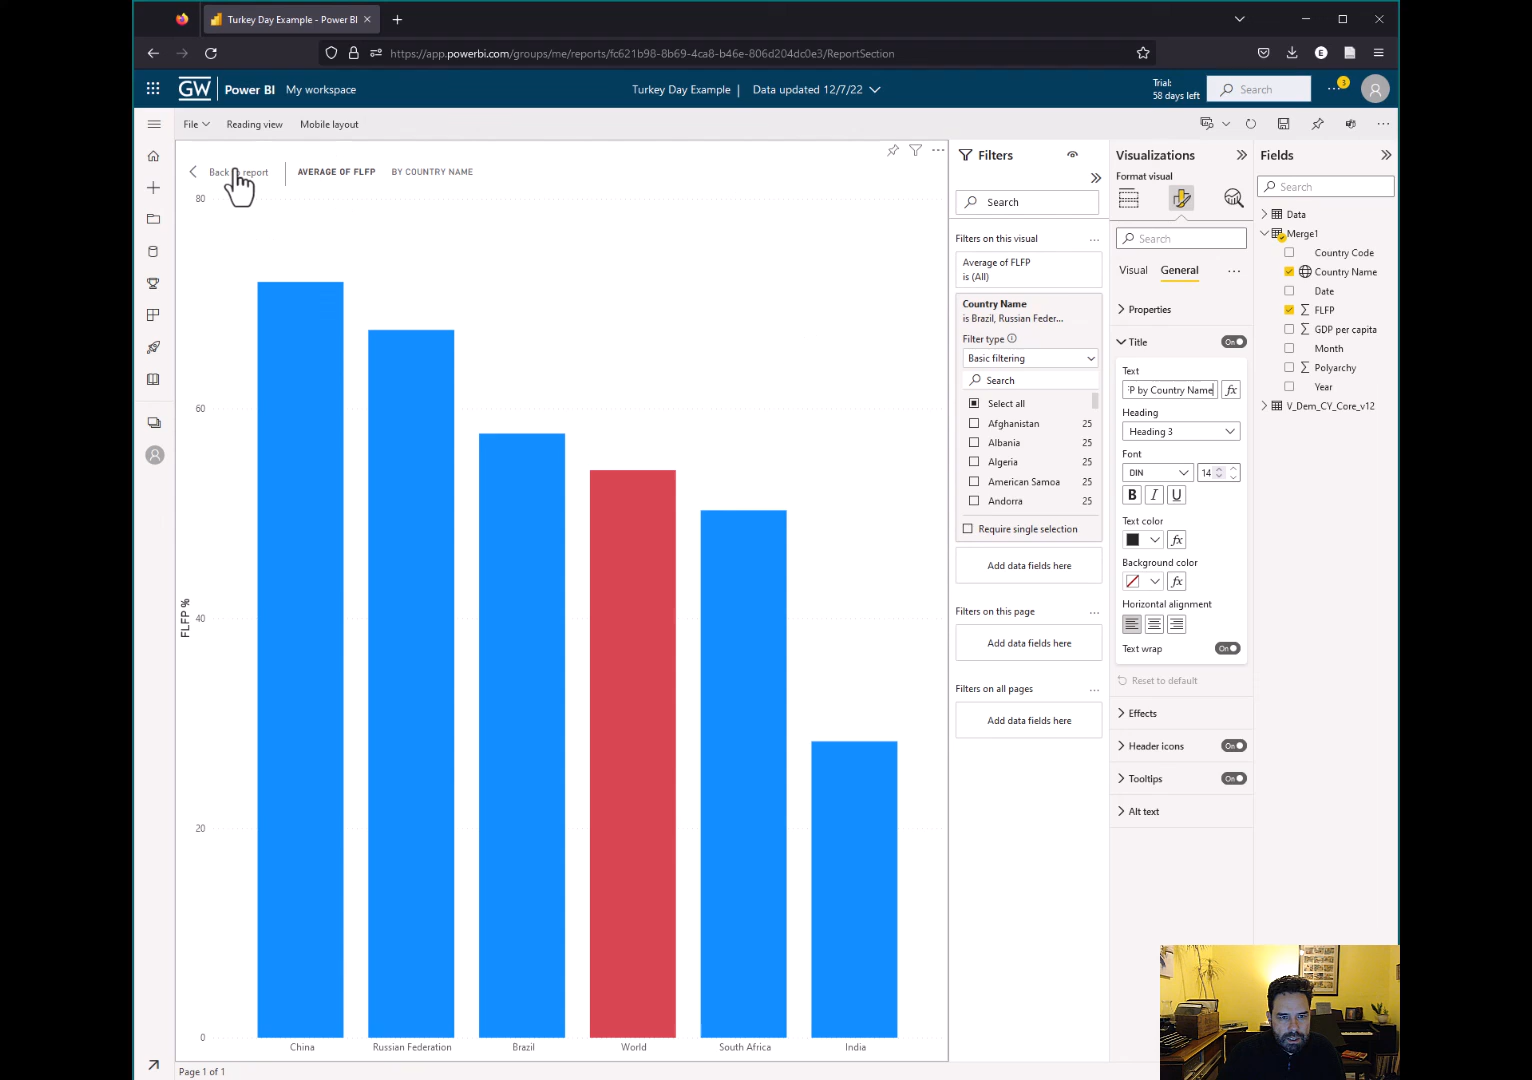 Turkey Day Example - Power BI
https://app.powerbi.com/groups/me/reports/fc621b98-8b69-4ca8-b46e-806d204dc0e3/ReportSection
GW Power BI My workspace
Turkey Day Example | Data updated 12/7/22
Trial:
58 days left
Search
3
File Reading view Mobile layout
Back to report
AVERAGE OF FLFP BY COUNTRY NAME
80
60
40
20
0
FLFP %
China
Russian Federation
Brazil
World
South Africa
India
Page 1 of 1
Filters
Search
Filters on this visual
Average of FLFP
is (All)
Country Name
is Brazil, Russian Feder...
Filter type
Basic filtering
Search
Select all
Afghanistan 25
Albania 25
Algeria 25
American Samoa 25
Andorra 25
Require single selection
Add data fields here
Filters on this page
Add data fields here
Filters on all pages
Add data fields here
Visualizations
Format visual
Search
Visual General
Properties
Title On
Text
P by Country Name fx
Heading
Heading 3
Font
DIN 14
B I U
Text color
fx
Background color
fx
Horizontal alignment
Text wrap On
Reset to default
Effects
Header icons On
Tooltips On
Alt text
Fields
Search
Data
Merge1
Country Code
Country Name
Date
∑ FLFP
∑ GDP per capita
Month
∑ Polyarchy
Year
V_Dem_CY_Core_v12